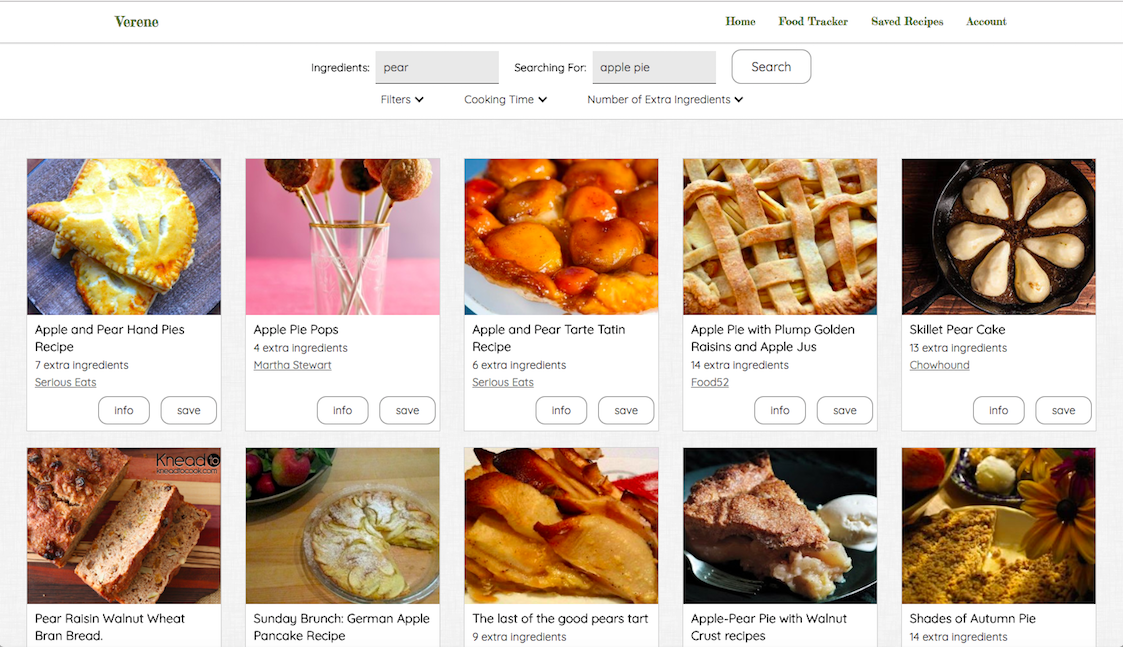 Verene
Home Food Tracker Saved Recipes Account
Ingredients: pear Searching For: apple pie Search
Filters Cooking Time Number of Extra Ingredients
Apple and Pear Hand Pies
Recipe
7 extra ingredients
Serious Eats
info save
Apple Pie Pops
4 extra ingredients
Martha Stewart
info save
Apple and Pear Tarte Tatin
Recipe
6 extra ingredients
Serious Eats
info save
Apple Pie with Plump Golden
Raisins and Apple Jus
14 extra ingredients
Food52
info save
Skillet Pear Cake
13 extra ingredients
Chowhound
info save
Knead to
kneadtocook.com
Pear Raisin Walnut Wheat
Bran Bread.
Sunday Brunch: German Apple
Pancake Recipe
The last of the good pears tart
9 extra ingredients
Apple-Pear Pie with Walnut
Crust recipes
Shades of Autumn Pie
14 extra ingredients